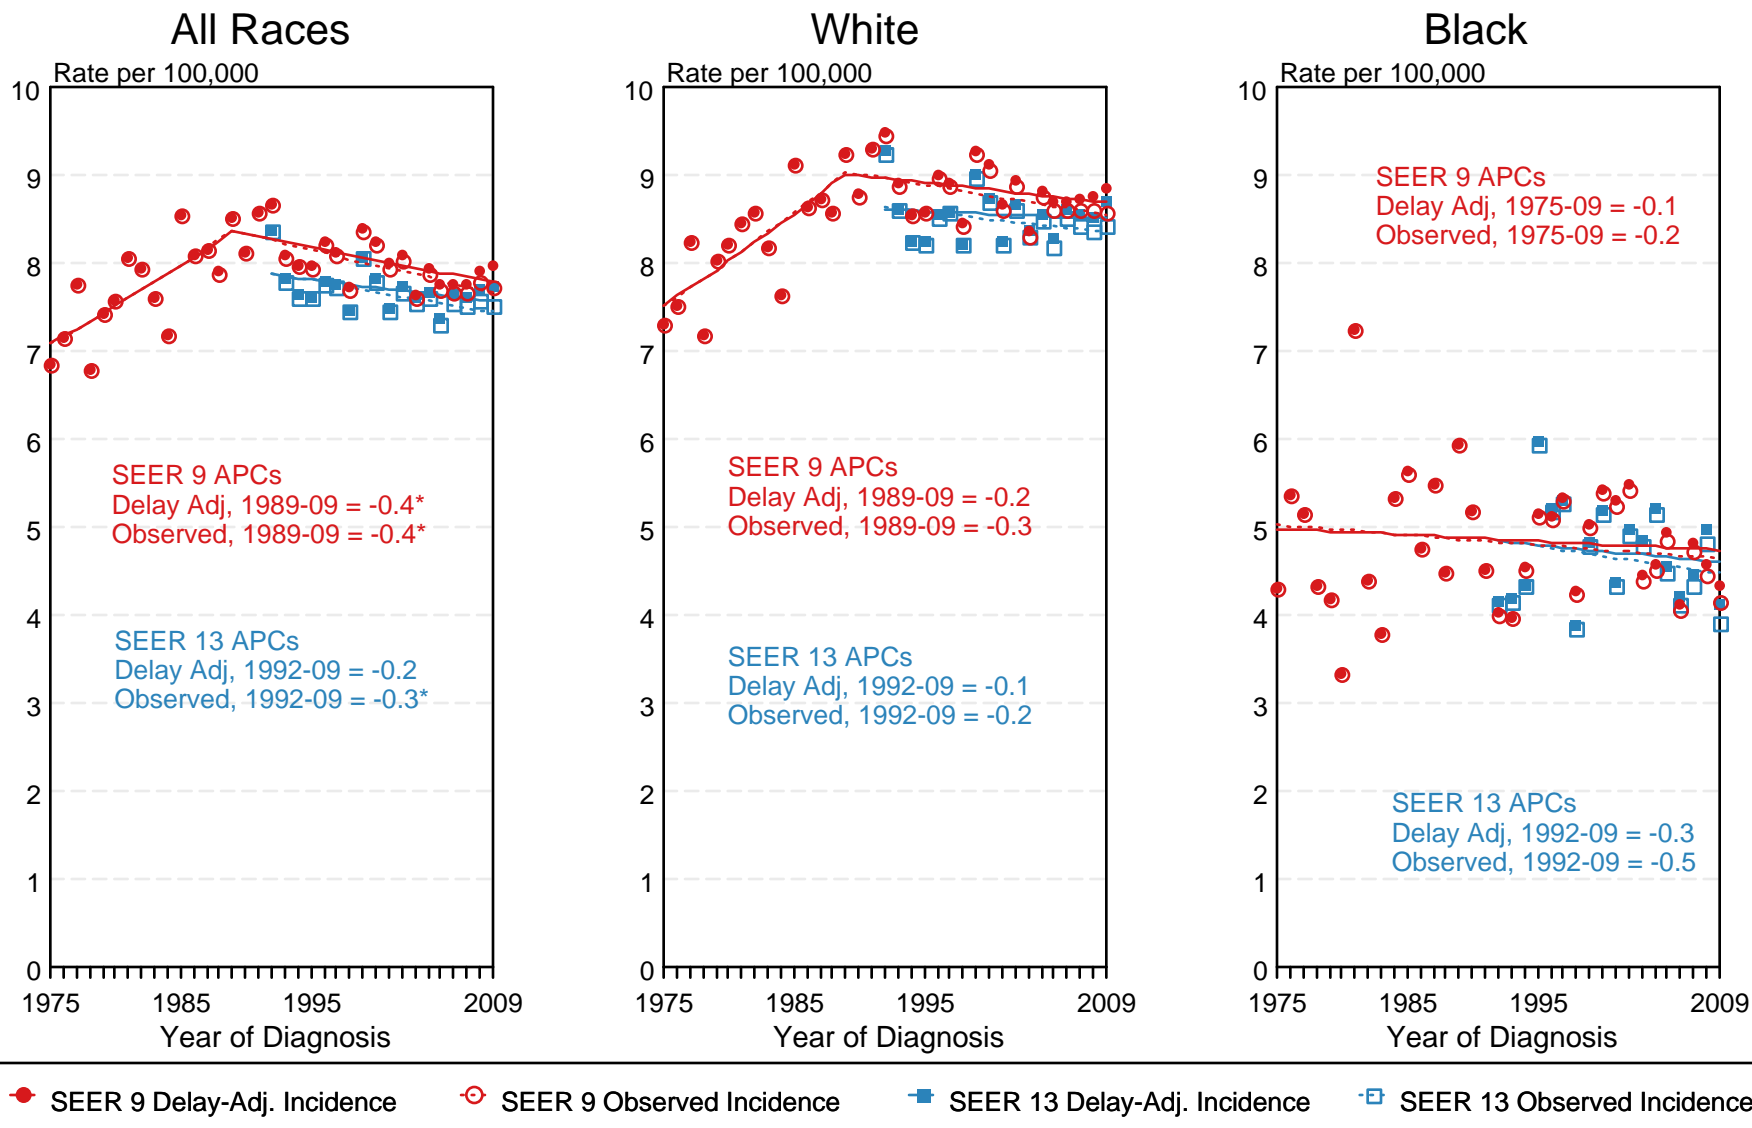 All Races
Rate per 100,000
10
9
8
7
6
5
4
3
2
1
0
SEER 9 APCs
Delay Adj, 1989-09 = -0.4*
Observed, 1989-09 = -0.4*
SEER 13 APCs
Delay Adj, 1992-09 = -0.2
Observed, 1992-09 = -0.3*
1975 1985 1995 2009
Year of Diagnosis
White
Rate per 100,000
10
9
8
7
6
5
4
3
2
1
0
SEER 9 APCs
Delay Adj, 1989-09 = -0.2
Observed, 1989-09 = -0.3
SEER 13 APCs
Delay Adj, 1992-09 = -0.1
Observed, 1992-09 = -0.2
1975 1985 1995 2009
Year of Diagnosis
Black
Rate per 100,000
10
9
8
7
6
5
4
3
2
1
0
SEER 9 APCs
Delay Adj, 1975-09 = -0.1
Observed, 1975-09 = -0.2
SEER 13 APCs
Delay Adj, 1992-09 = -0.3
Observed, 1992-09 = -0.5
1975 1985 1995 2009
Year of Diagnosis
SEER 9 Delay-Adj. Incidence SEER 9 Observed Incidence SEER 13 Delay-Adj. Incidence SEER 13 Observed Incidence